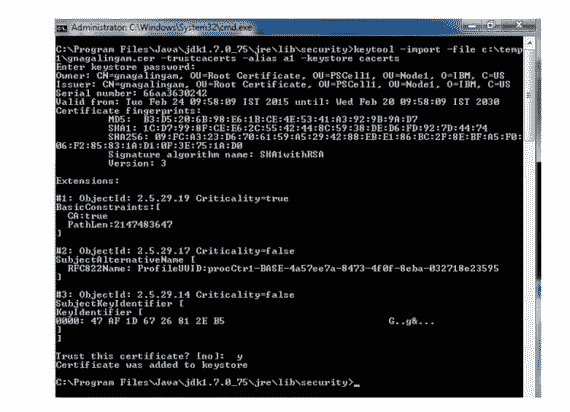 Administrator: C:\Windows\System32\cmd.exe
C:\Program Files\Java\jdk1.7.0_75\jre\lib\security>keytool -import -file c:\temp
1\gnagalingam.cer -trustcacerts -alias a1 -keystore cacerts
Enter keystore password:
Owner: CN=gnagalingam, OU=Root Certificate, OU=PSCell1, OU=Node1, O=IBM, C=US
Issuer: CN=gnagalingam, OU=Root Certificate, OU=PSCell1, OU=Node1, O=IBM, C=US
Serial number: 66aa3630242
Valid from: Tue Feb 24 09:58:09 IST 2015 until: Wed Feb 20 09:58:09 IST 2030
Certificate fingerprints:
MD5: B3:D5:20:6B:98:E6:1B:CE:4E:53:41:A3:92:9B:9A:D7
SHA1: 1C:D7:99:8F:CE:E6:2C:55:42:44:8C:59:38:DE:D6:FD:92:7D:44:74
SHA256: 09:FC:A3:23:D6:70:61:59:A5:29:42:88:EB:E1:86:BC:2F:8E:BF:A5:F0:
06:F2:85:83:1A:D1:0F:3E:75:1A:D0
Signature algorithm name: SHA1withRSA
Version: 3
Extensions:
#1: ObjectId: 2.5.29.19 Criticality=true
BasicConstraints:[
CA:true
PathLen:2147483647
]
#2: ObjectId: 2.5.29.17 Criticality=false
SubjectAlternativeName [
RFC822Name: ProfileUUID:procCtr1-BASE-4a57ee7a-8473-4f0f-8eba-032718e23595
]
#3: ObjectId: 2.5.29.14 Criticality=false
SubjectKeyIdentifier [
KeyIdentifier [
0000: 47 AF 1D 67 26 81 2E B5 G..g&...
]
]
Trust this certificate? [no]: y
Certificate was added to keystore
C:\Program Files\Java\jdk1.7.0_75\jre\lib\security>_